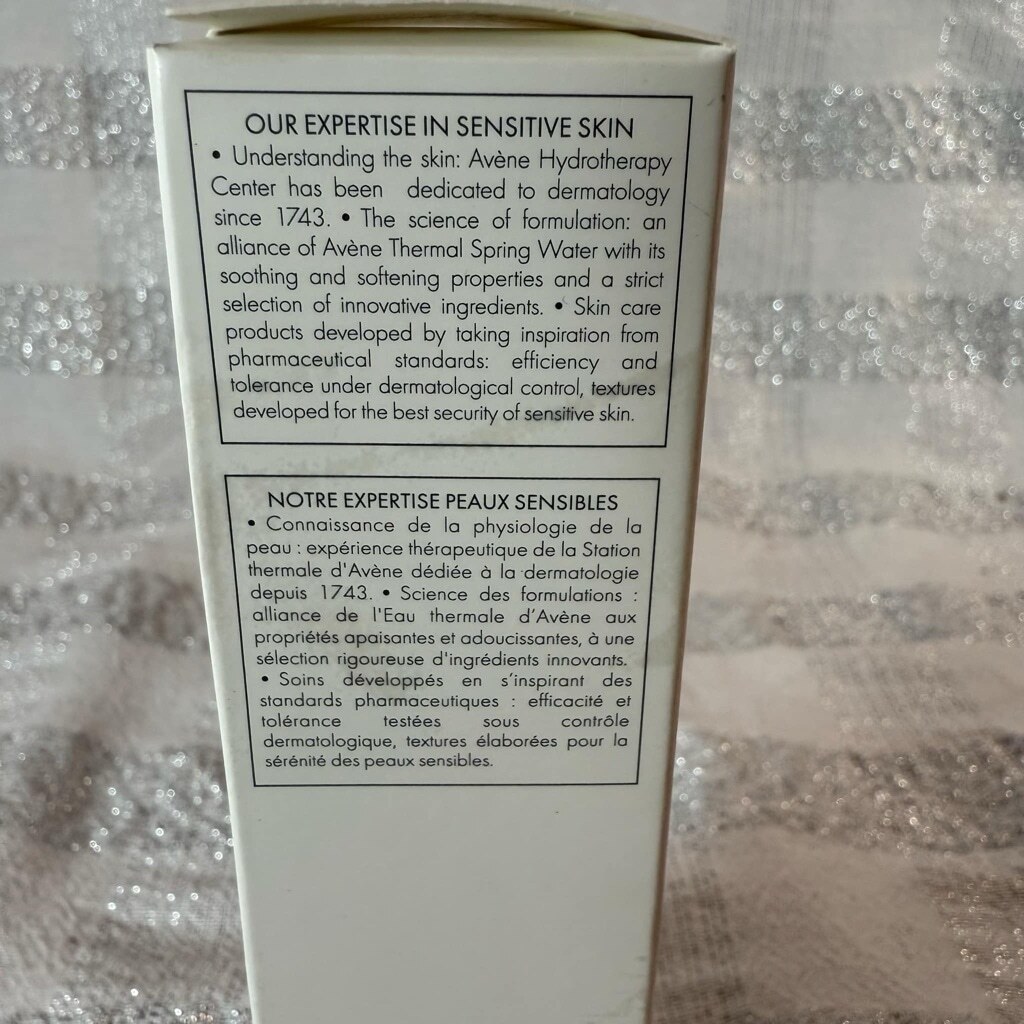 OUR EXPERTISE IN SENSITIVE SKIN
• Understanding the skin: Avène Hydrotherapy
Center has been dedicated to dermatology
since 1743. • The science of formulation: an
alliance of Avène Thermal Spring Water with its
soothing and softening properties and a strict
selection of innovative ingredients. • Skin care
products developed by taking inspiration from
pharmaceutical standards: efficiency and
tolerance under dermatological control, textures
developed for the best security of sensitive skin.
NOTRE EXPERTISE PEAUX SENSIBLES
• Connaissance de la physiologie de la
peau : expérience thérapeutique de la Station
thermale d'Avène dédiée à la dermatologie
depuis 1743. • Science des formulations :
alliance de l'Eau thermale d'Avène aux
propriétés apaisantes et adoucissantes, à une
sélection rigoureuse d'ingrédients innovants.
• Soins développés en s'inspirant des
standards pharmaceutiques : efficacité et
tolérance testées sous contrôle
dermatologique, textures élaborées pour la
sérénité des peaux sensibles.